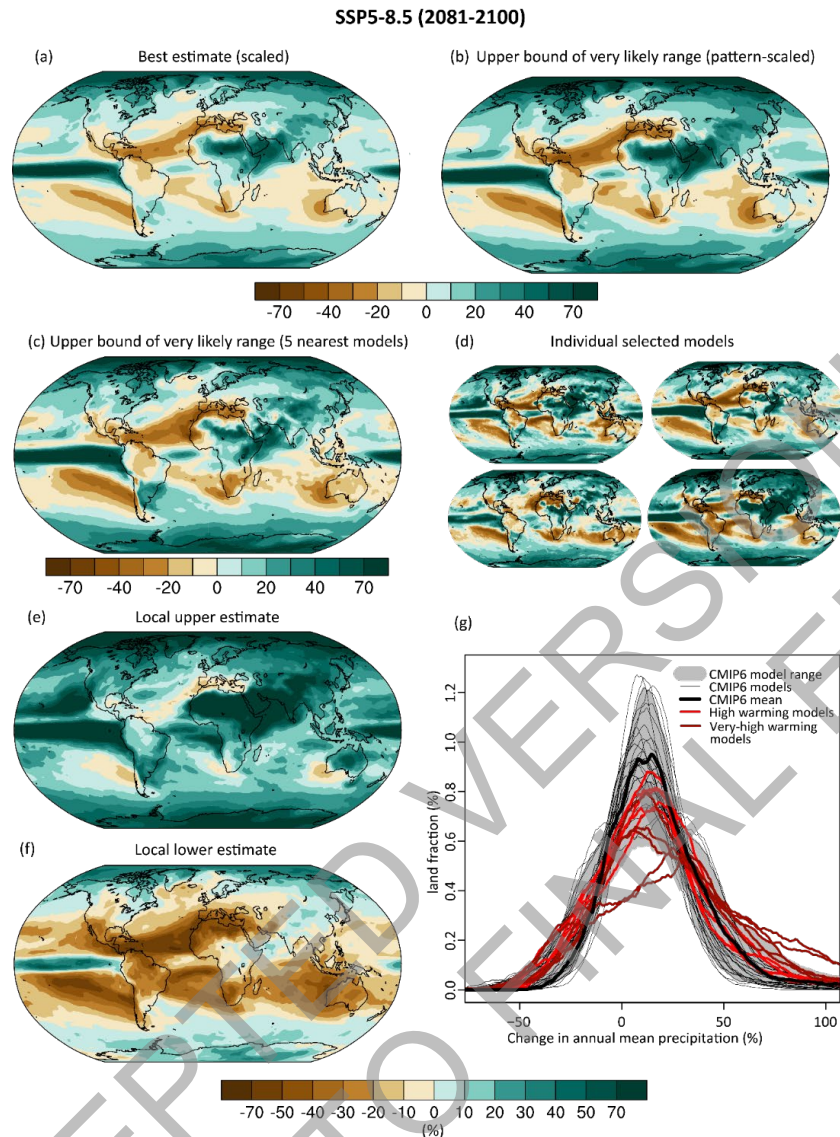 SSP5-8.5 (2081-2100)
(a) Best estimate (scaled)
(b) Upper bound of very likely range (pattern-scaled)
-70 -40 -20 0 20 40 70
(c) Upper bound of very likely range (5 nearest models)
(d) Individual selected models
-70 -40 -20 0 20 40 70
(e) Local upper estimate
(g)
CMIP6 model range
CMIP6 models
CMIP6 mean
High warming models
Very-high warming
models
land fraction (%)
1.2
1.0
0.8
0.6
0.4
0.2
0.0
-50 0 50 100
Change in annual mean precipitation (%)
(f) Local lower estimate
-70 -50 -40 -30 -20 -10 0 10 20 30 40 50 70
(%)
EPTED VERSION
TO FINAL E